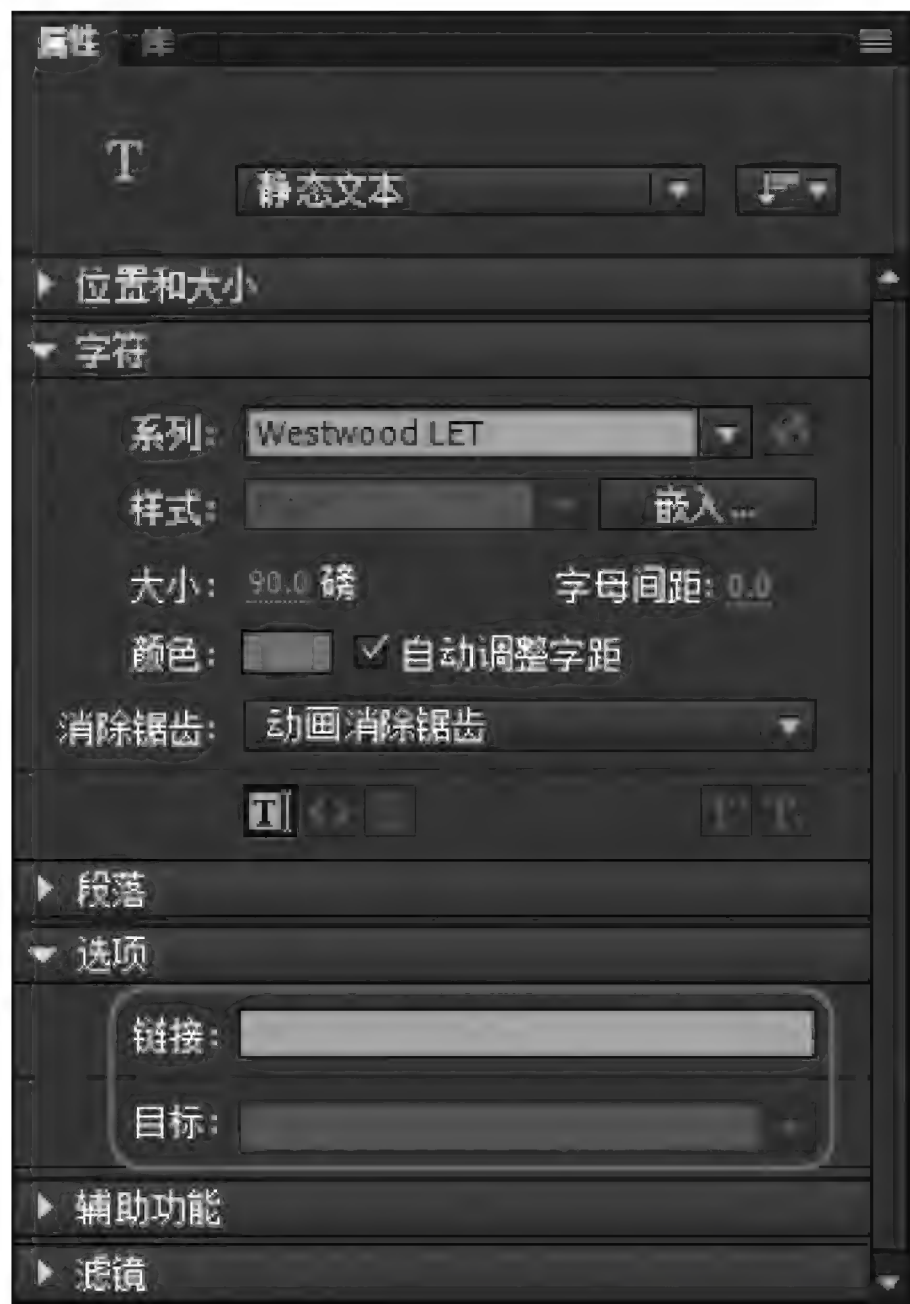 属性 库
T
静态文本
位置和大小
字符
系列: Westwood LET
样式: 嵌入...
大小: 90.0 磅 字母间距: 0.0
颜色: 自动调整字距
消除锯齿: 动画消除锯齿
T T' T,
段落
选项
链接:
目标:
辅助功能
滤镜